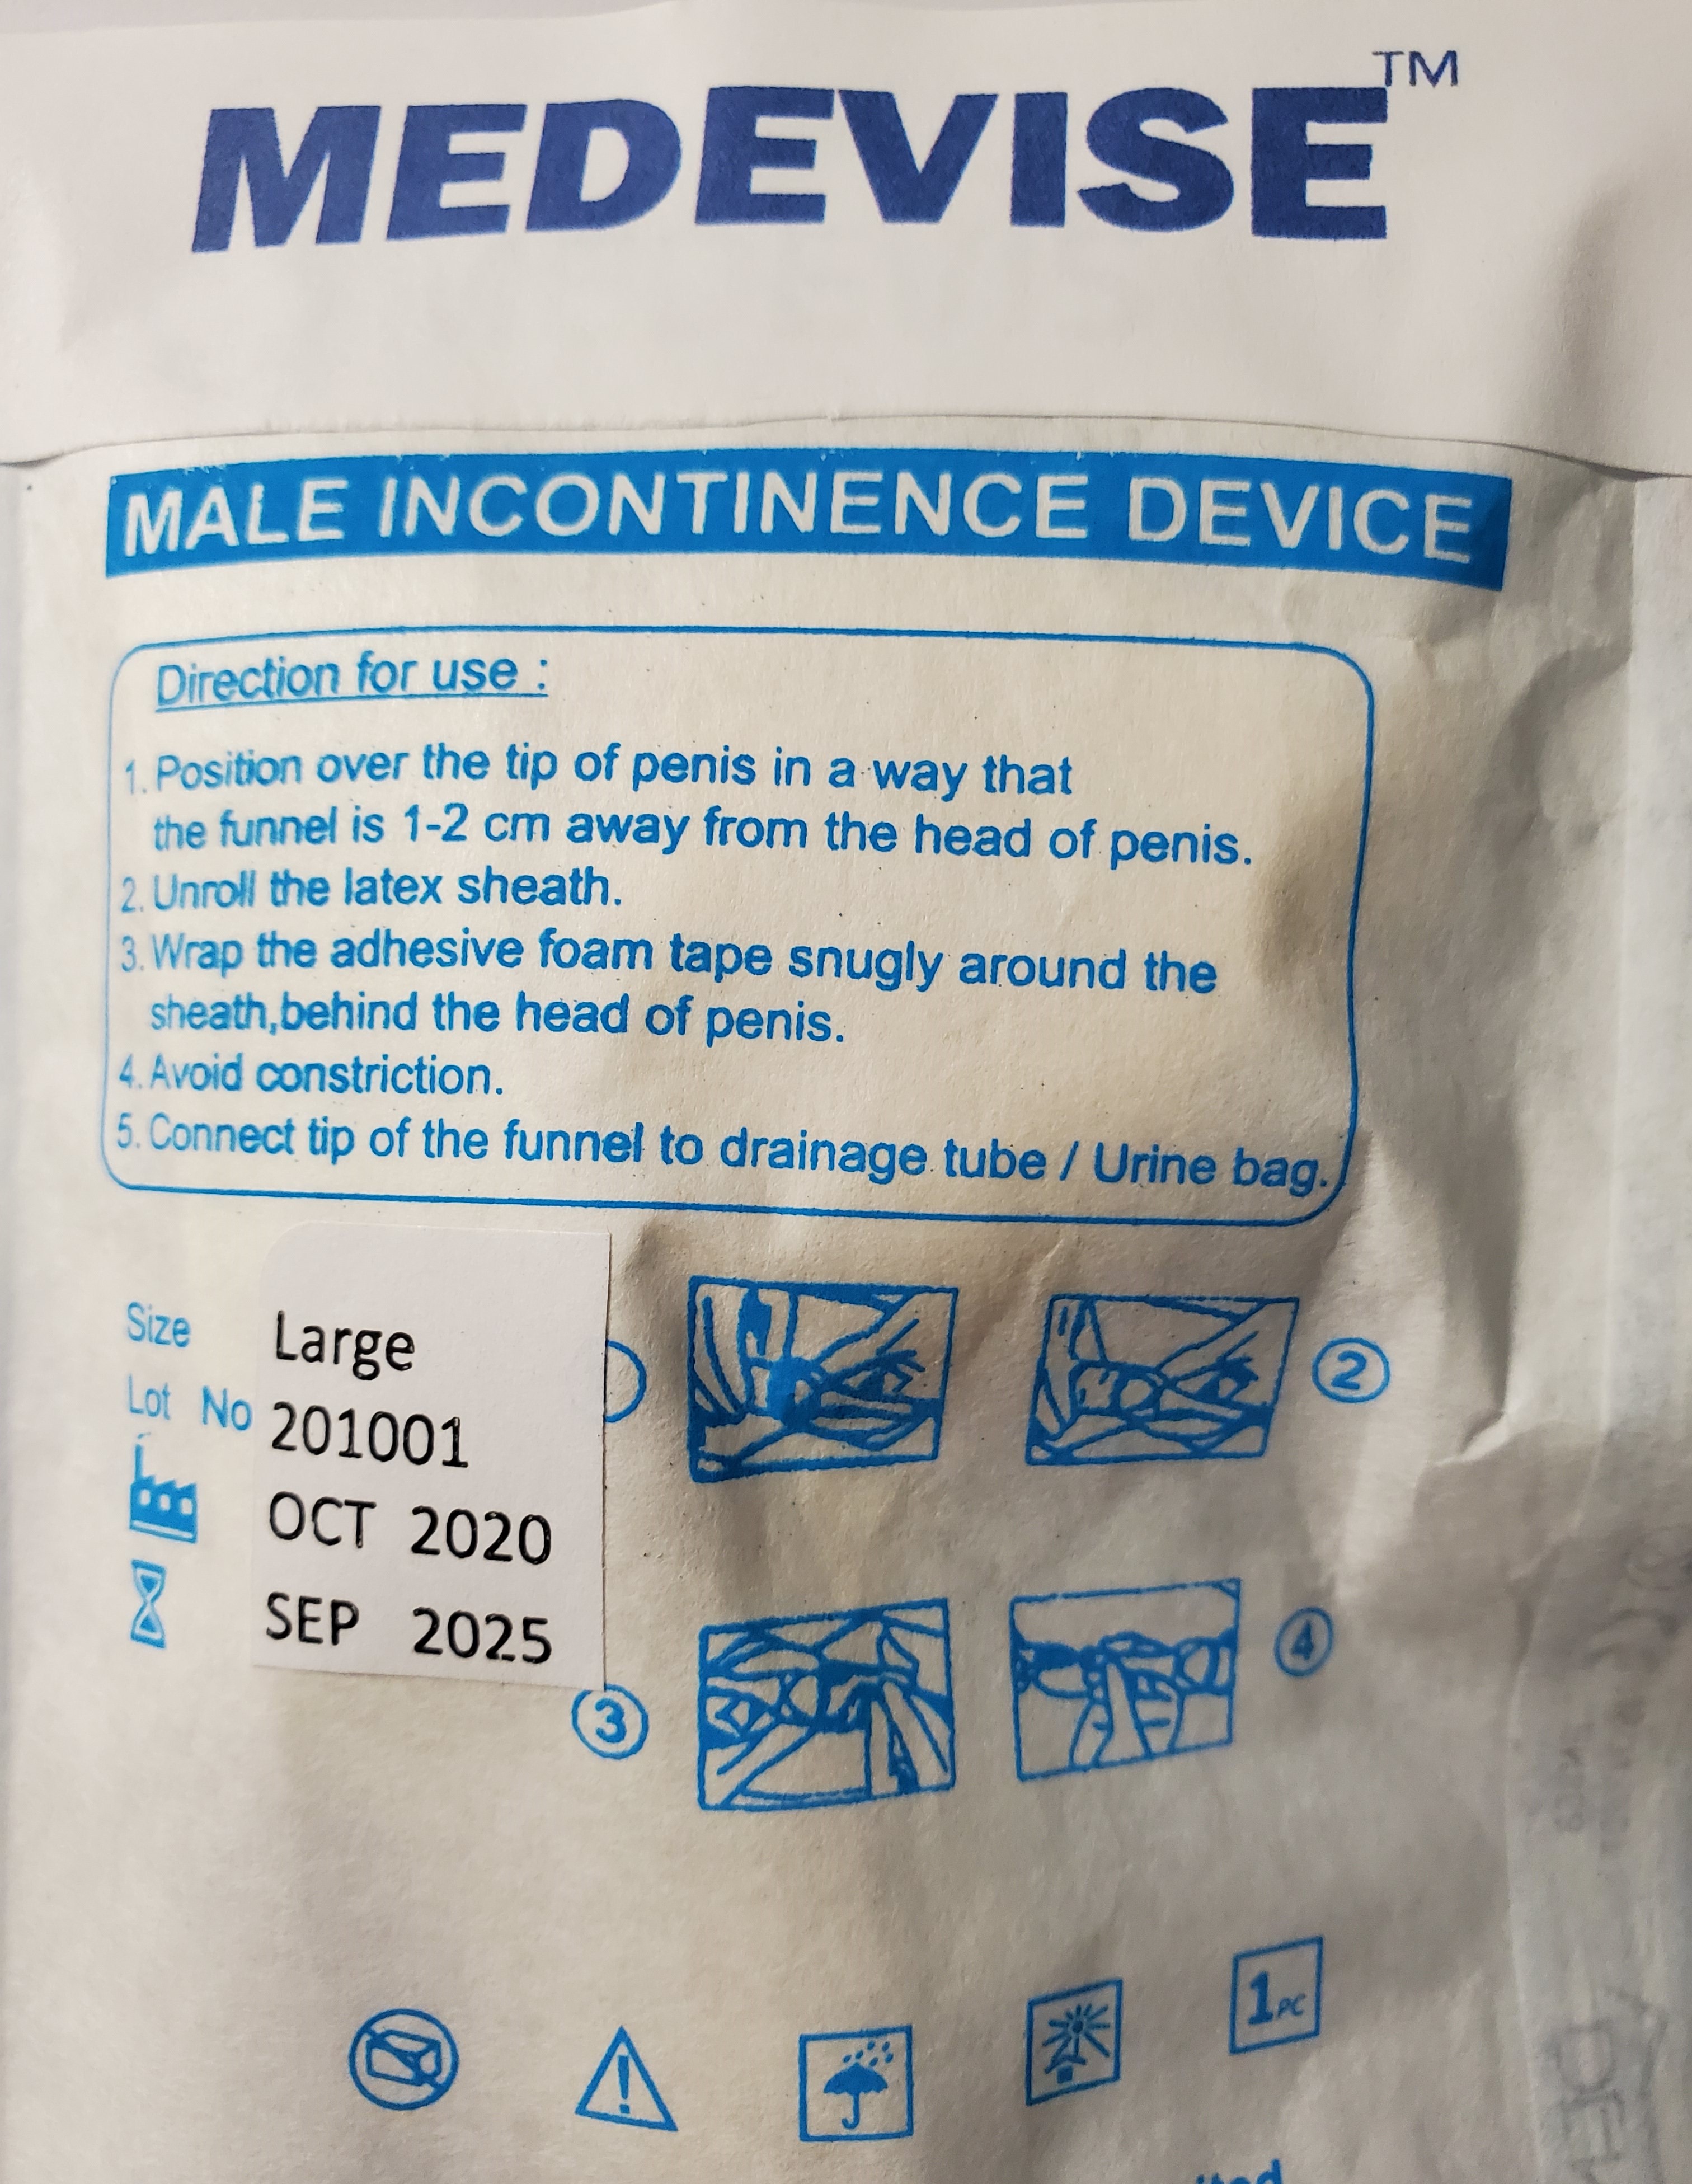 MEDEVISE™
MALE INCONTINENCE DEVICE
Direction for use :
1. Position over the tip of penis in a way that
the funnel is 1-2 cm away from the head of penis.
2. Unroll the latex sheath.
3. Wrap the adhesive foam tape snugly around the
sheath,behind the head of penis.
4. Avoid constriction.
5. Connect tip of the funnel to drainage tube / Urine bag.
Size Large
Lot No 201001
OCT 2020
SEP 2025
2
3
4
1 PC